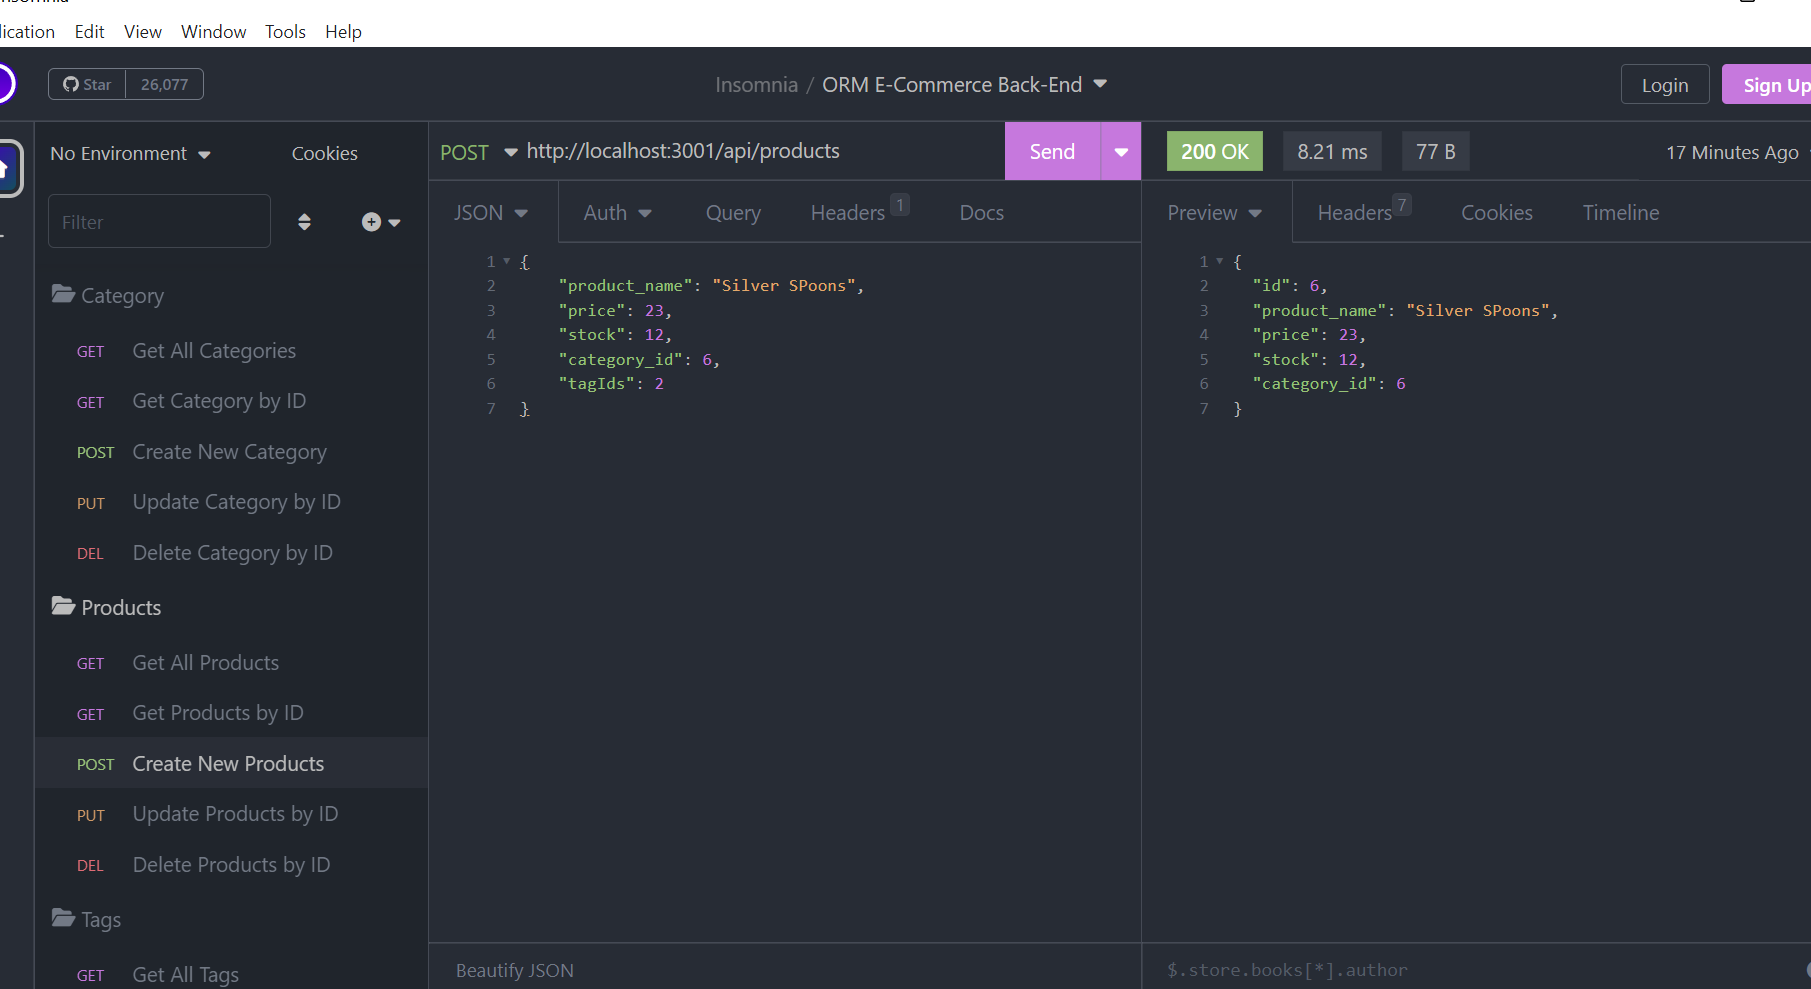 Edit View Window Tools Help
Star 26,077
Insomnia / ORM E-Commerce Back-End
Login Sign Up
No Environment Cookies
Filter
Category
GET Get All Categories
GET Get Category by ID
POST Create New Category
PUT Update Category by ID
DEL Delete Category by ID
Products
GET Get All Products
GET Get Products by ID
POST Create New Products
PUT Update Products by ID
DEL Delete Products by ID
Tags
GET Get All Tags
POST http://localhost:3001/api/products Send
JSON Auth Query Headers 1 Docs
1 {
2 "product_name": "Silver SPoons",
3 "price": 23,
4 "stock": 12,
5 "category_id": 6,
6 "tagIds": 2
7 }
Beautify JSON
200 OK 8.21 ms 77 B 17 Minutes Ago
Preview Headers 7 Cookies Timeline
1 {
2 "id": 6,
3 "product_name": "Silver SPoons",
4 "price": 23,
5 "stock": 12,
6 "category_id": 6
7 }
$.store.books[*].author